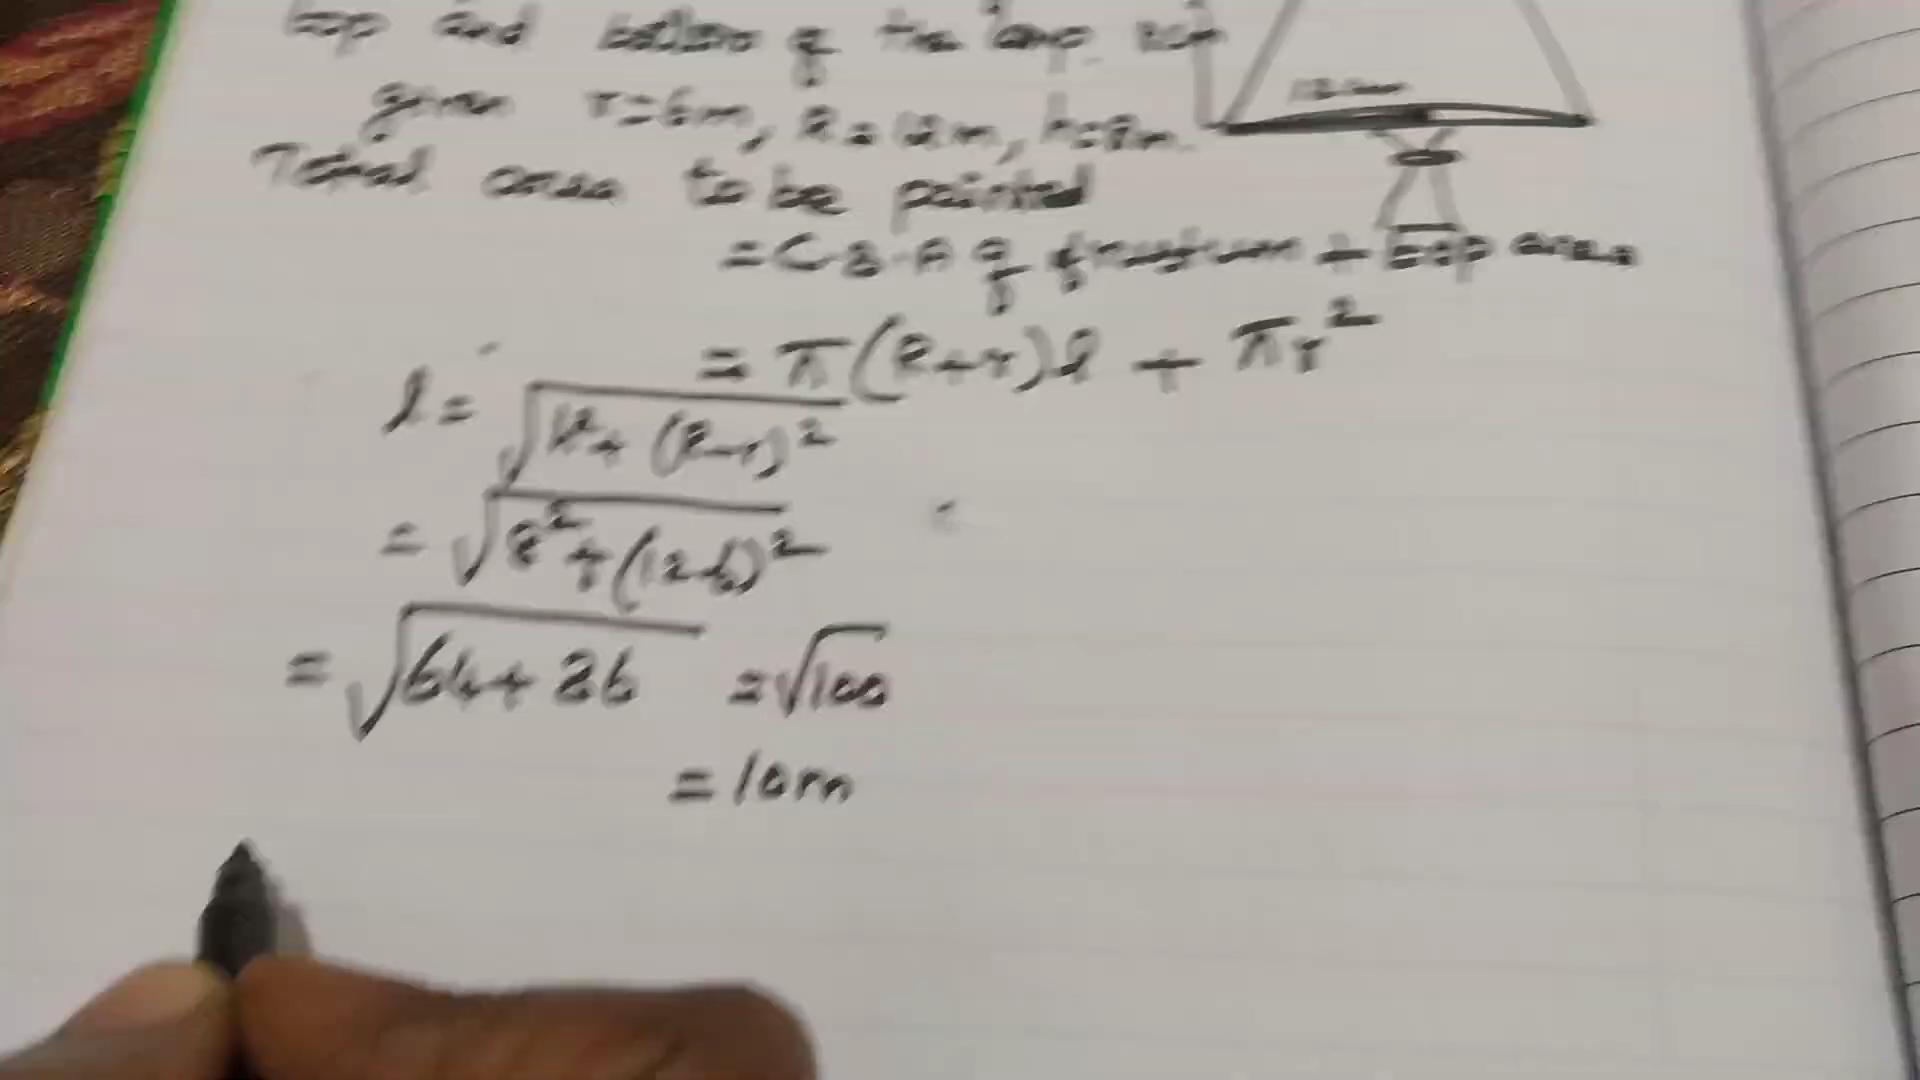 top and bottom of the lamp. R=
12m
given r=6m, R=12m, h=8m.
Total area to be painted
=C.S.A of frustum + top area
= π(R+r)l + πr²
l= √h²+(R-r)²
= √8²+(12-6)²
= √64+36 =√100
= 10m